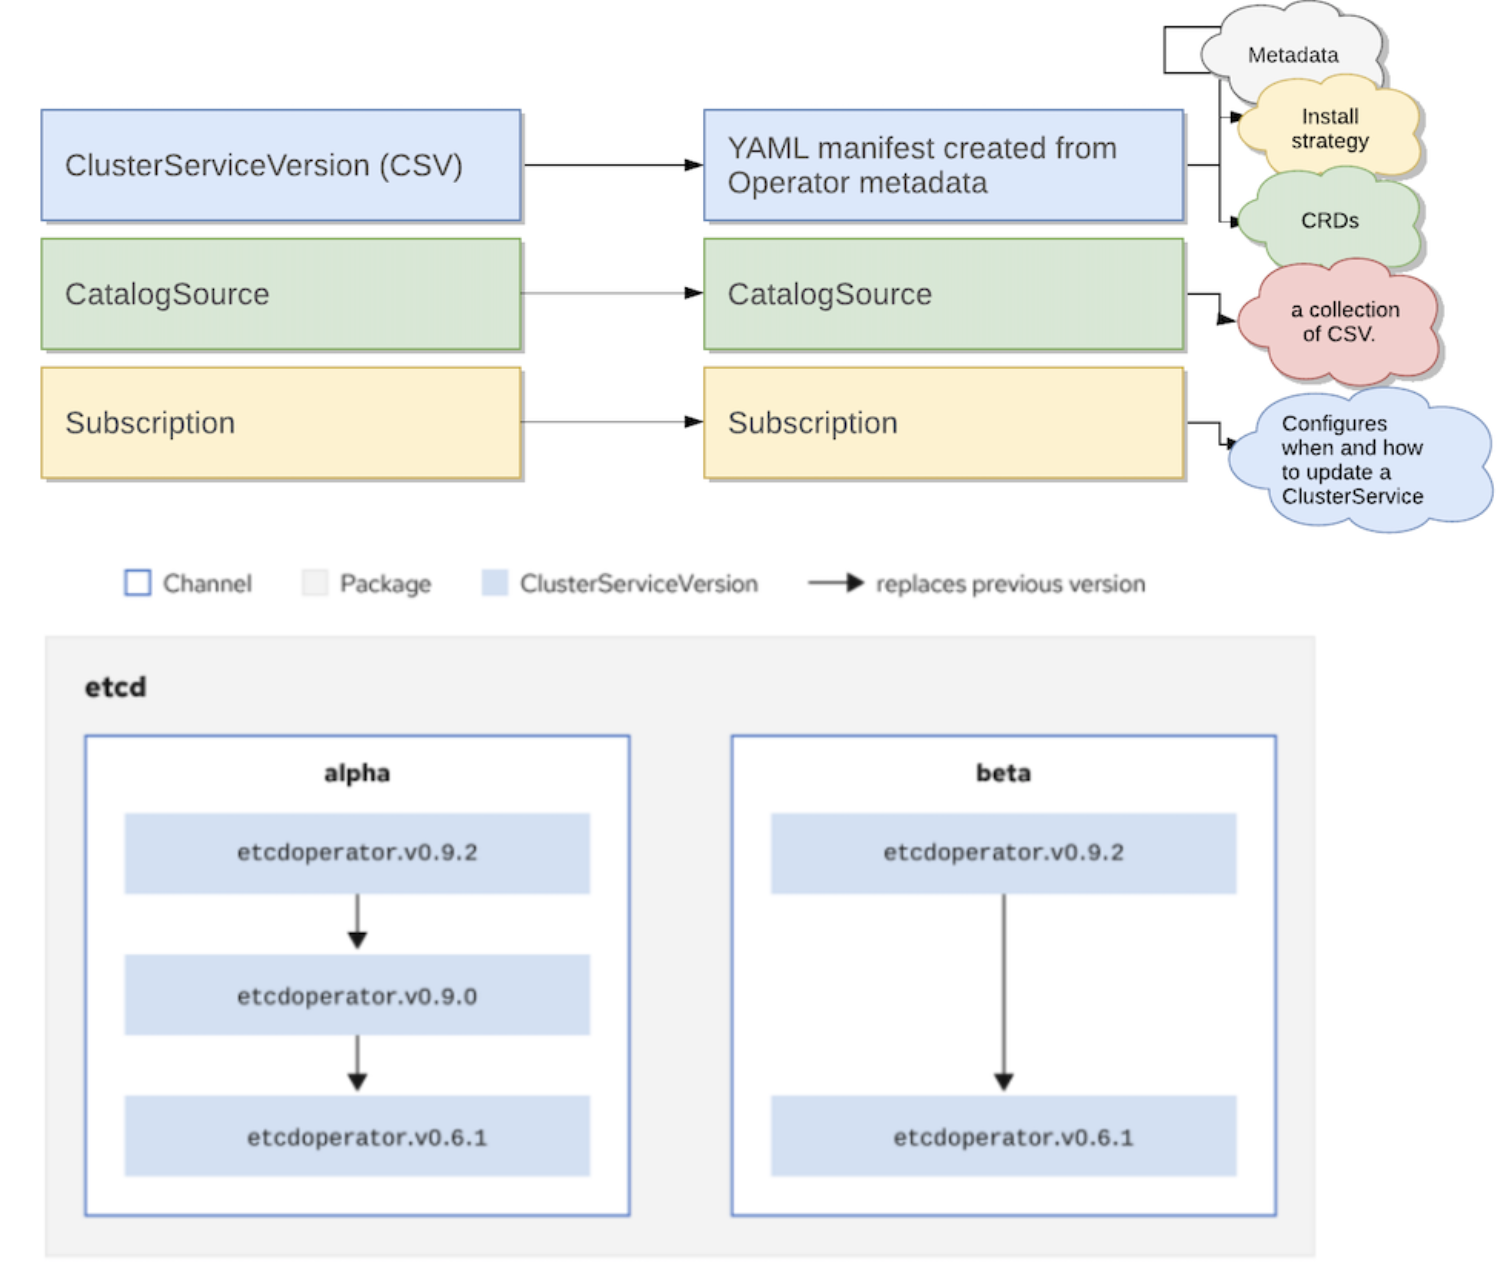 Metadata
Install
strategy
ClusterServiceVersion (CSV)
YAML manifest created from
Operator metadata
CRDs
CatalogSource
CatalogSource
a collection
of CSV.
Subscription
Subscription
Configures
when and how
to update a
ClusterService
Channel
Package
ClusterServiceVersion
replaces previous version
etcd
alpha
etcdoperator.v0.9.2
etcdoperator.v0.9.0
etcdoperator.v0.6.1
beta
etcdoperator.v0.9.2
etcdoperator.v0.6.1